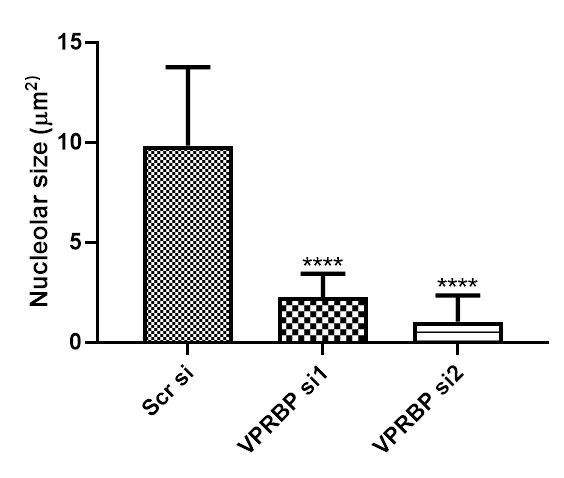 Nucleolar size (µm²)
15
10
5
0
****
****
Scr si
VPRBP si1
VPRBP si2